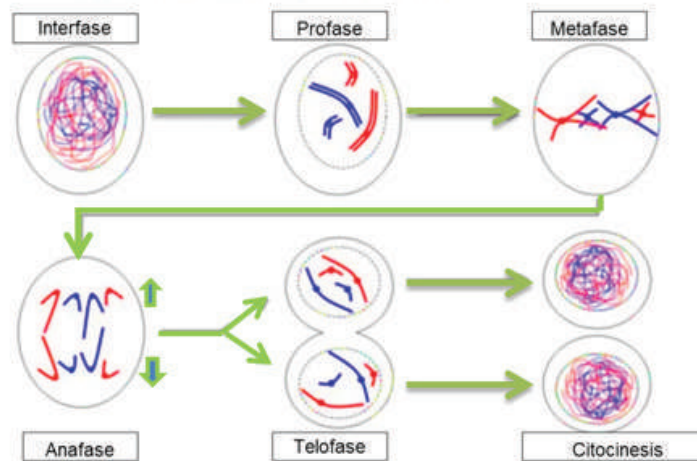 Interfase
Profase
Metafase
Anafase
Telofase
Citocinesis